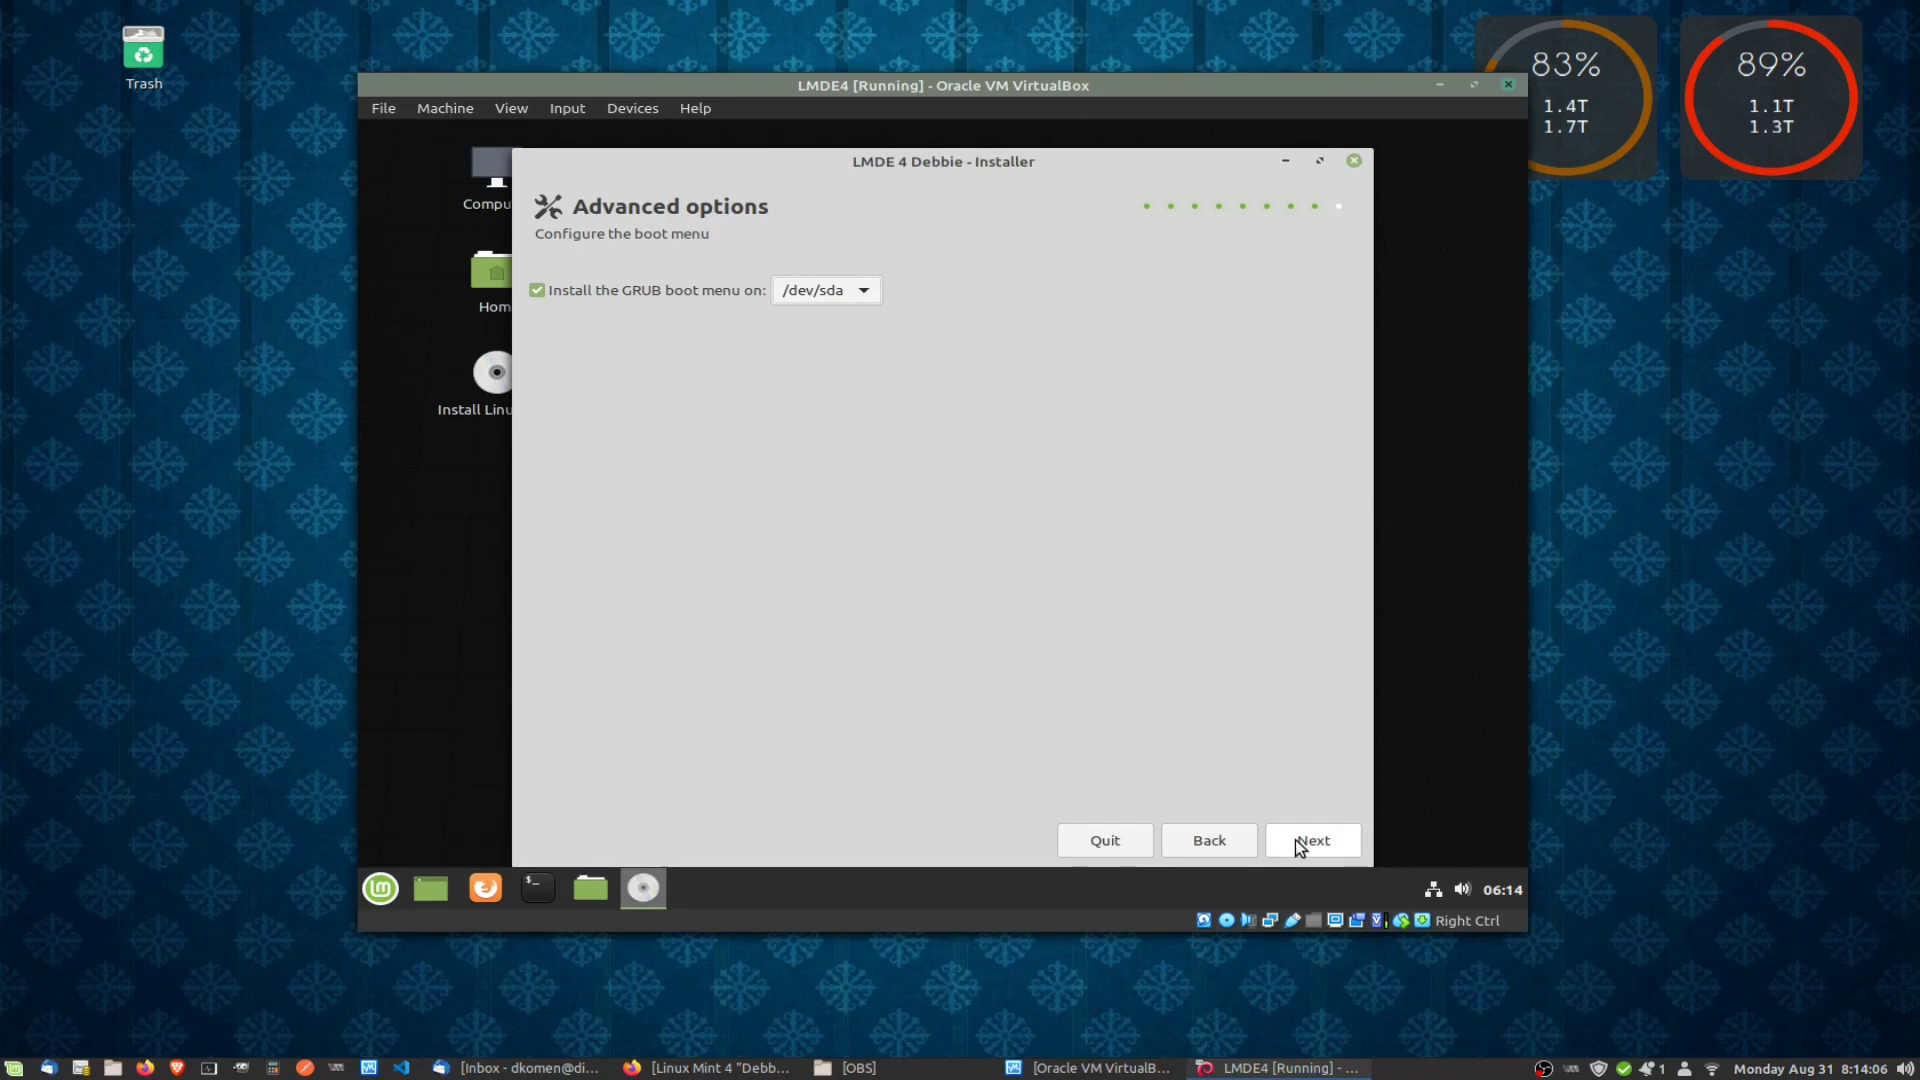 Trash
83%
1.4T
1.7T
89%
1.1T
1.3T
LMDE4 [Running] - Oracle VM VirtualBox
File Machine View Input Devices Help
Compu
Hom
Install Linu
LMDE 4 Debbie - Installer
Advanced options
Configure the boot menu
Install the GRUB boot menu on: /dev/sda
Quit Back Next
$_
06:14
Right Ctrl
[Inbox - dkomen@di... [Linux Mint 4 "Debb... [OBS] [Oracle VM VirtualB... LMDE4 [Running] - ... 1 Monday Aug 31 8:14:06